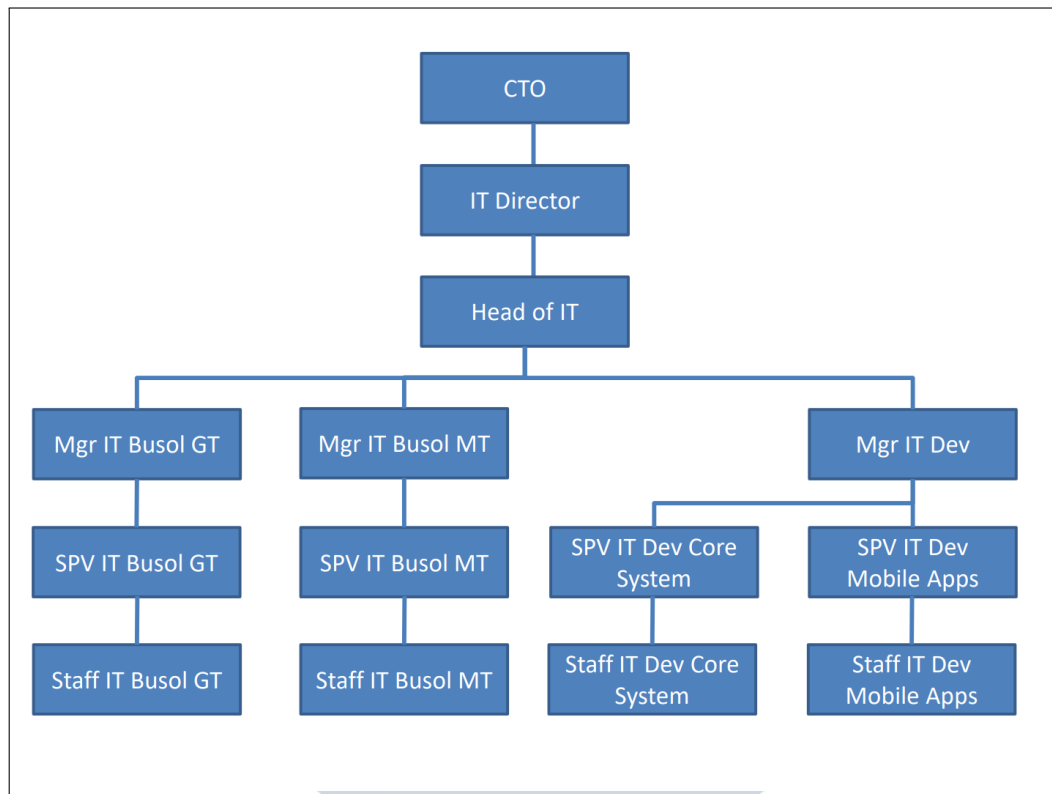 CTO
IT Director
Head of IT
Mgr IT Busol GT
Mgr IT Busol MT
Mgr IT Dev
SPV IT Busol GT
SPV IT Busol MT
SPV IT Dev Core
System
SPV IT Dev
Mobile Apps
Staff IT Busol GT
Staff IT Busol MT
Staff IT Dev Core
System
Staff IT Dev
Mobile Apps